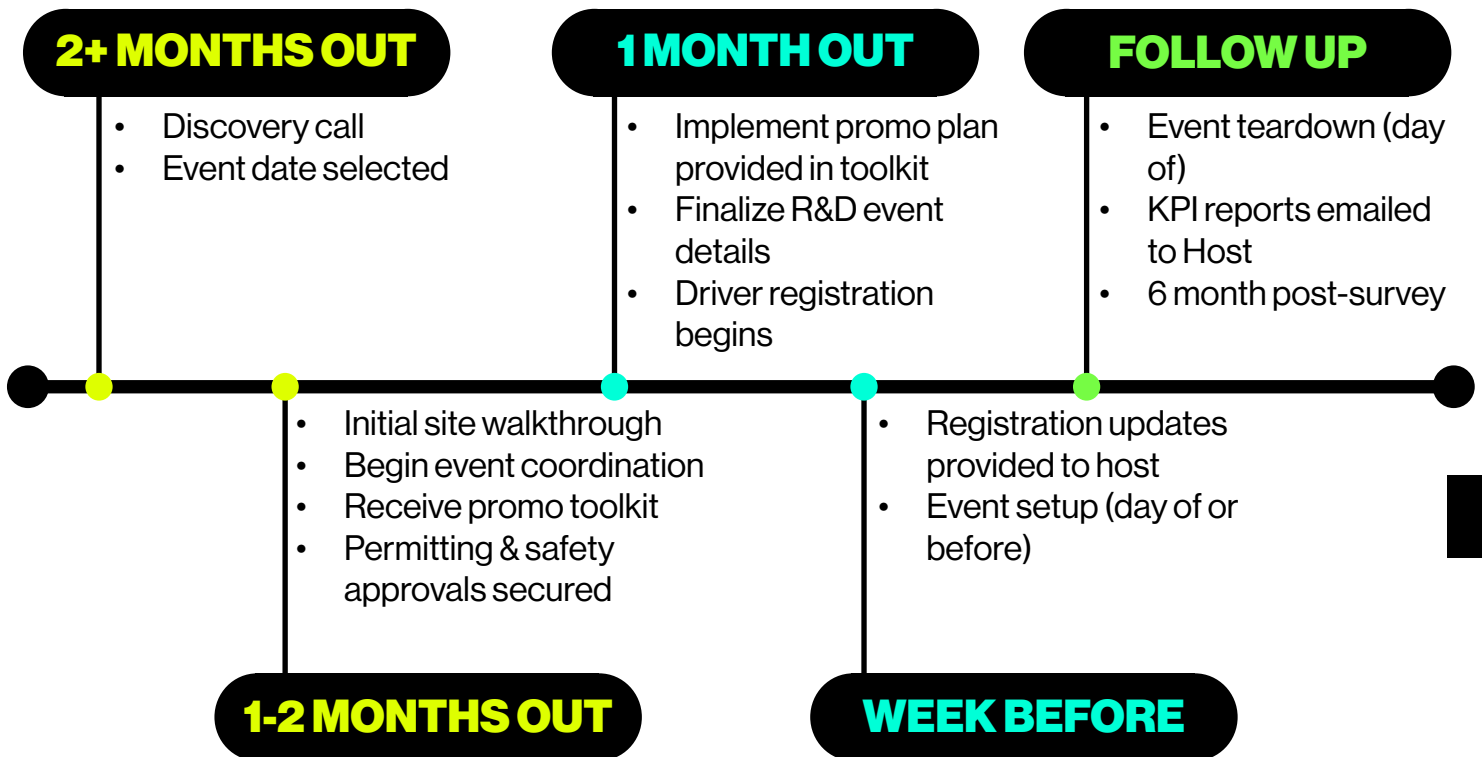 2+ MONTHS OUT
• Discovery call
• Event date selected
1 MONTH OUT
• Implement promo plan
provided in toolkit
• Finalize R&D event
details
• Driver registration
begins
FOLLOW UP
• Event teardown (day
of)
• KPI reports emailed
to Host
• 6 month post-survey
• Initial site walkthrough
• Begin event coordination
• Receive promo toolkit
• Permitting & safety
approvals secured
1-2 MONTHS OUT
• Registration updates
provided to host
• Event setup (day of or
before)
WEEK BEFORE